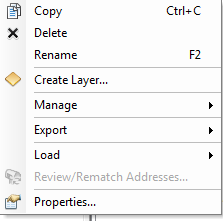 Copy Ctrl+C
Delete
Rename F2
Create Layer...
Manage
Export
Load
Review/Rematch Addresses...
Properties...